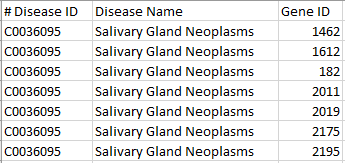 # Disease ID Disease Name Gene ID
C0036095 Salivary Gland Neoplasms 1462
C0036095 Salivary Gland Neoplasms 1612
C0036095 Salivary Gland Neoplasms 182
C0036095 Salivary Gland Neoplasms 2011
C0036095 Salivary Gland Neoplasms 2019
C0036095 Salivary Gland Neoplasms 2175
C0036095 Salivary Gland Neoplasms 2195